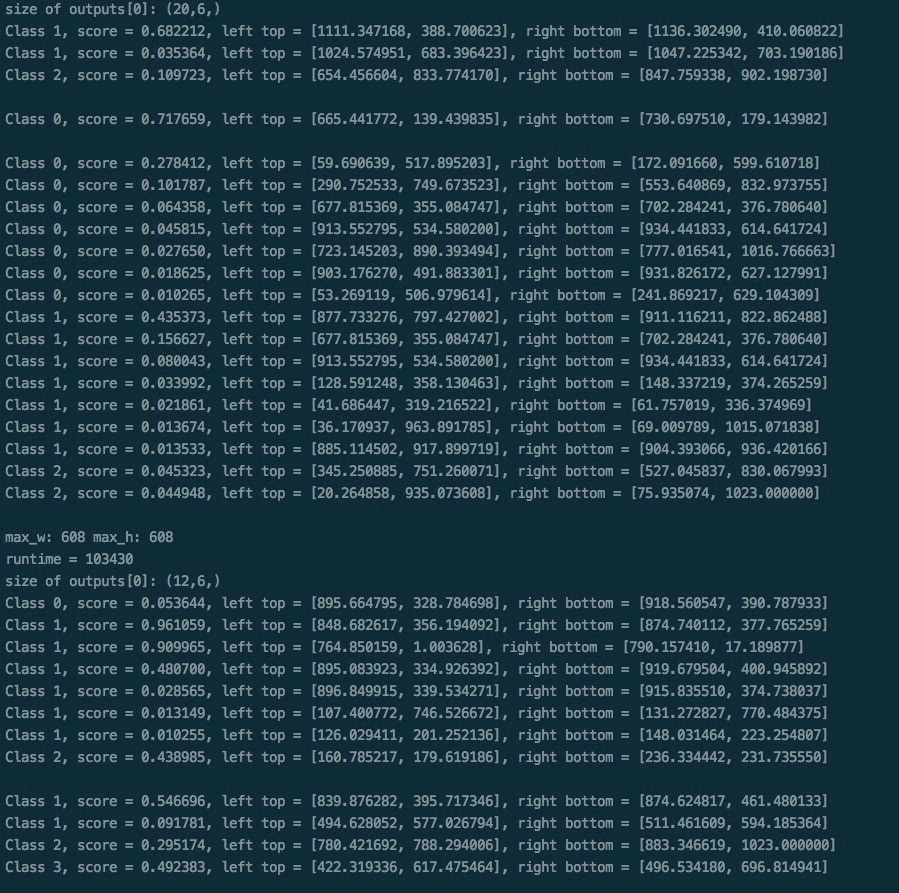 size of outputs[0]: (20,6,)
Class 1, score = 0.682212, left top = [1111.347168, 388.700623], right bottom = [1136.302490, 410.060822]
Class 1, score = 0.035364, left top = [1024.574951, 683.396423], right bottom = [1047.225342, 703.190186]
Class 2, score = 0.109723, left top = [654.456604, 833.774170], right bottom = [847.759338, 902.198730]
Class 0, score = 0.717659, left top = [665.441772, 139.439835], right bottom = [730.697510, 179.143982]
Class 0, score = 0.278412, left top = [59.690639, 517.895203], right bottom = [172.091660, 599.610718]
Class 0, score = 0.101787, left top = [290.752533, 749.673523], right bottom = [553.640869, 832.973755]
Class 0, score = 0.064358, left top = [677.815369, 355.084747], right bottom = [702.284241, 376.780640]
Class 0, score = 0.045815, left top = [913.552795, 534.580200], right bottom = [934.441833, 614.641724]
Class 0, score = 0.027650, left top = [723.145203, 890.393494], right bottom = [777.016541, 1016.766663]
Class 0, score = 0.018625, left top = [903.176270, 491.883301], right bottom = [931.826172, 627.127991]
Class 0, score = 0.010265, left top = [53.269119, 506.979614], right bottom = [241.869217, 629.104309]
Class 1, score = 0.435373, left top = [877.733276, 797.427002], right bottom = [911.116211, 822.862488]
Class 1, score = 0.156627, left top = [677.815369, 355.084747], right bottom = [702.284241, 376.780640]
Class 1, score = 0.080043, left top = [913.552795, 534.580200], right bottom = [934.441833, 614.641724]
Class 1, score = 0.033992, left top = [128.591248, 358.130463], right bottom = [148.337219, 374.265259]
Class 1, score = 0.021861, left top = [41.686447, 319.216522], right bottom = [61.757019, 336.374969]
Class 1, score = 0.013674, left top = [36.170937, 963.891785], right bottom = [69.009789, 1015.071838]
Class 1, score = 0.013533, left top = [885.114502, 917.899719], right bottom = [904.393066, 936.420166]
Class 2, score = 0.045323, left top = [345.250885, 751.260071], right bottom = [527.045837, 830.067993]
Class 2, score = 0.044948, left top = [20.264858, 935.073608], right bottom = [75.935074, 1023.000000]
max_w: 608 max_h: 608
runtime = 103430
size of outputs[0]: (12,6,)
Class 0, score = 0.053644, left top = [895.664795, 328.784698], right bottom = [918.560547, 390.787933]
Class 1, score = 0.961059, left top = [848.682617, 356.194092], right bottom = [874.740112, 377.765259]
Class 1, score = 0.909965, left top = [764.850159, 1.003628], right bottom = [790.157410, 17.189877]
Class 1, score = 0.480700, left top = [895.083923, 334.926392], right bottom = [919.679504, 400.945892]
Class 1, score = 0.028565, left top = [896.849915, 339.534271], right bottom = [915.835510, 374.738037]
Class 1, score = 0.013149, left top = [107.400772, 746.526672], right bottom = [131.272827, 770.484375]
Class 1, score = 0.010255, left top = [126.029411, 201.252136], right bottom = [148.031464, 223.254807]
Class 2, score = 0.438985, left top = [160.785217, 179.619186], right bottom = [236.334442, 231.735550]
Class 1, score = 0.546696, left top = [839.876282, 395.717346], right bottom = [874.624817, 461.480133]
Class 1, score = 0.091781, left top = [494.628052, 577.026794], right bottom = [511.461609, 594.185364]
Class 2, score = 0.295174, left top = [780.421692, 788.294006], right bottom = [883.346619, 1023.000000]
Class 3, score = 0.492383, left top = [422.319336, 617.475464], right bottom = [496.534180, 696.814941]